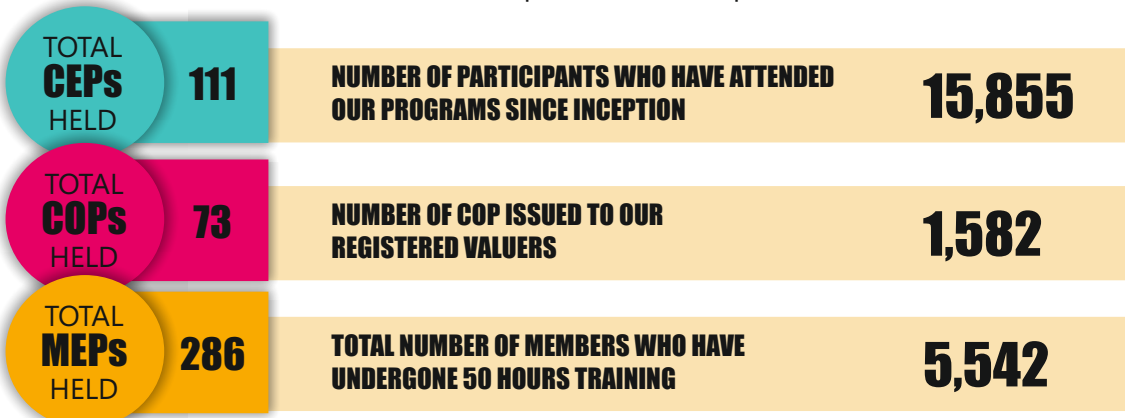 TOTAL
CEPs
HELD
111
NUMBER OF PARTICIPANTS WHO HAVE ATTENDED
OUR PROGRAMS SINCE INCEPTION
15,855
TOTAL
COPs
HELD
73
NUMBER OF COP ISSUED TO OUR
REGISTERED VALUERS
1,582
TOTAL
MEPs
HELD
286
TOTAL NUMBER OF MEMBERS WHO HAVE
UNDERGONE 50 HOURS TRAINING
5,542